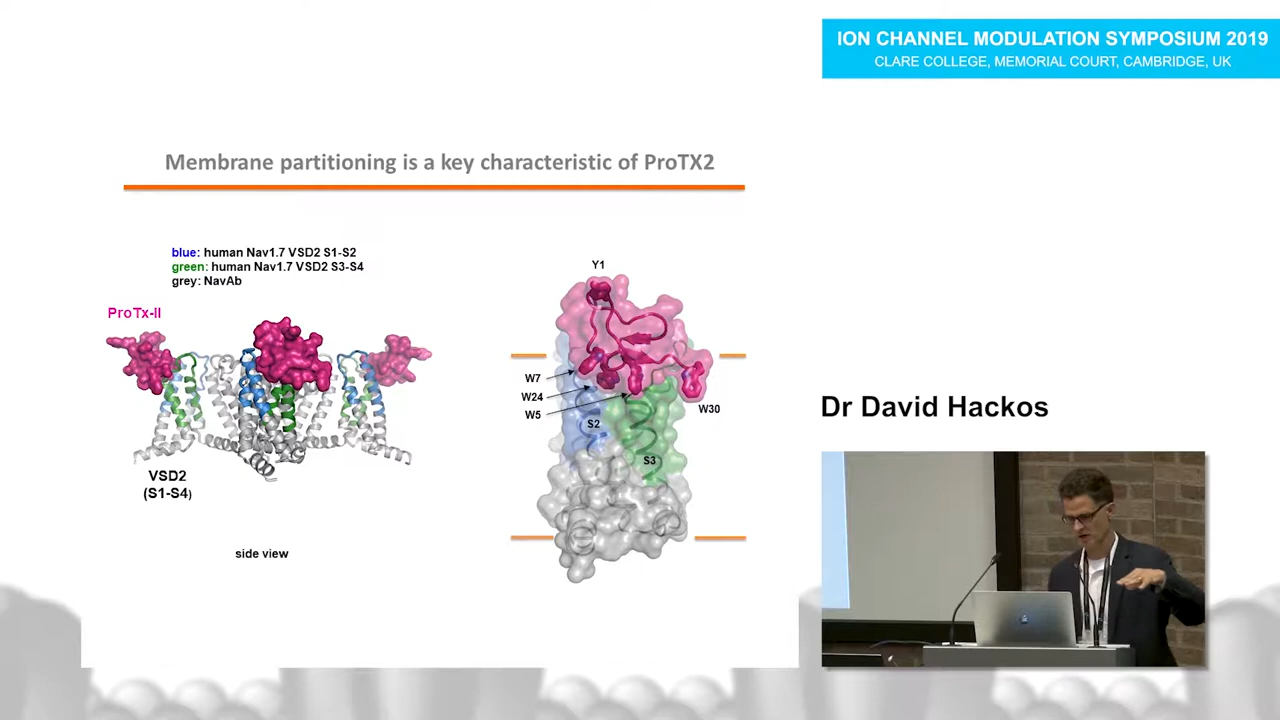 ION CHANNEL MODULATION SYMPOSIUM 2019
CLARE COLLEGE, MEMORIAL COURT, CAMBRIDGE, UK
Membrane partitioning is a key characteristic of ProTX2
blue: human Nav1.7 VSD2 S1-S2
green: human Nav1.7 VSD2 S3-S4
grey: NavAb
ProTx-II
VSD2
(S1-S4)
side view
Y1
W7
W24
W5
W30
S2
S3
Dr David Hackos